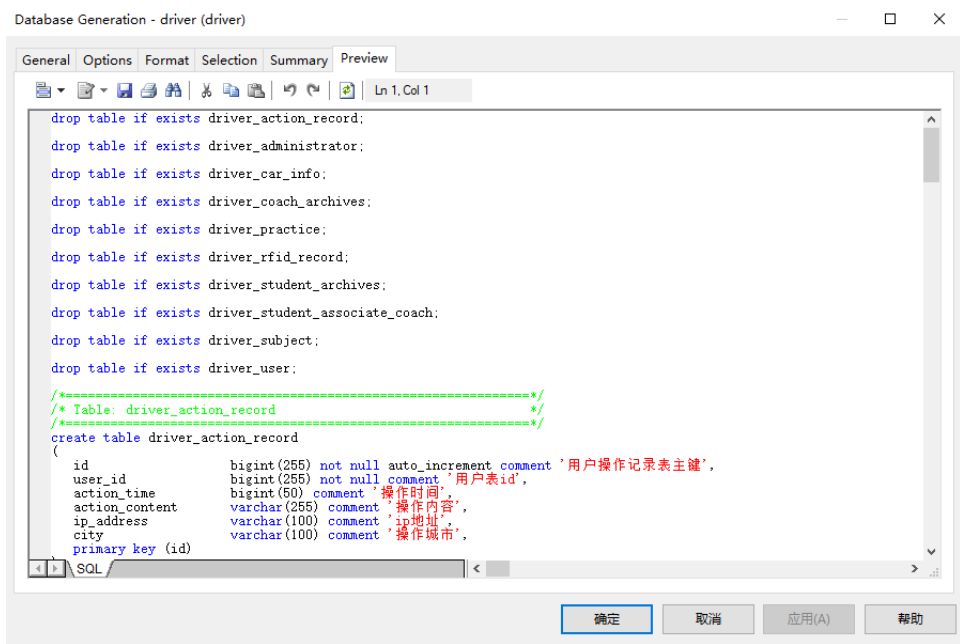 Database Generation - driver (driver)
General Options Format Selection Summary Preview
Ln 1, Col 1
drop table if exists driver_action_record;
drop table if exists driver_administrator;
drop table if exists driver_car_info;
drop table if exists driver_coach_archives;
drop table if exists driver_practice;
drop table if exists driver_rfid_record;
drop table if exists driver_student_archives;
drop table if exists driver_student_associate_coach;
drop table if exists driver_subject;
drop table if exists driver_user;
/*==============================================================*/
/* Table: driver_action_record                                  */
/*==============================================================*/
create table driver_action_record
(
id bigint(255) not null auto_increment comment '用户操作记录表主键',
user_id bigint(255) not null comment '用户表id',
action_time bigint(50) comment '操作时间',
action_content varchar(255) comment '操作内容',
ip_address varchar(100) comment 'ip地址',
city varchar(100) comment '操作城市',
primary key (id)
SQL
确定 取消 应用(A) 帮助